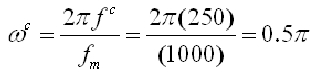 ω^c = 2πf^c / f_m = 2π(250) / (1000) = 0.5π